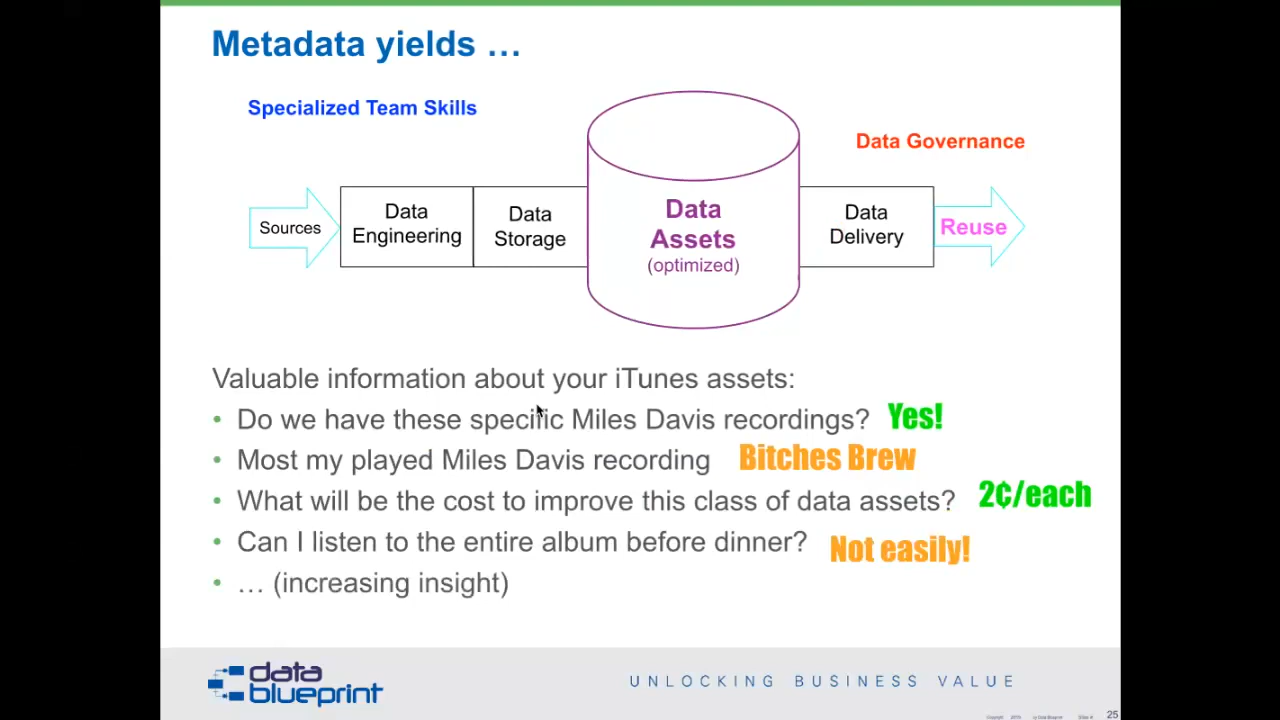 Metadata yields …
Specialized Team Skills
Data Governance
Sources
Data
Engineering
Data
Storage
Data
Assets
(optimized)
Data
Delivery
Reuse
Valuable information about your iTunes assets:
• Do we have these specific Miles Davis recordings? Yes!
• Most my played Miles Davis recording Bitches Brew
• What will be the cost to improve this class of data assets? 2¢/each
• Can I listen to the entire album before dinner? Not easily!
• … (increasing insight)
data
blueprint
UNLOCKING BUSINESS VALUE
25